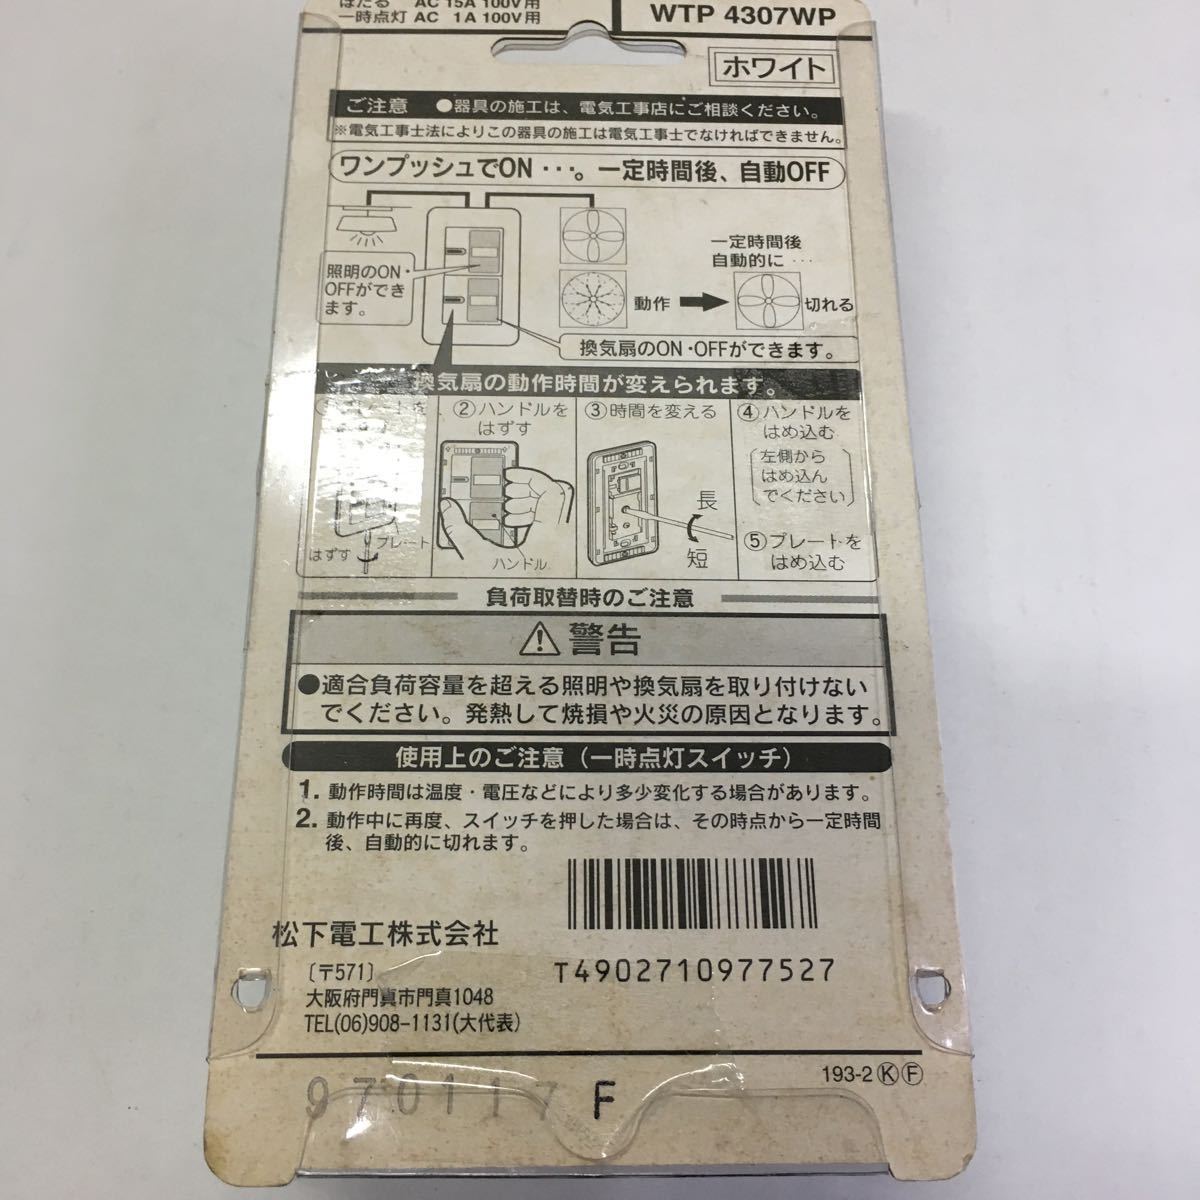 ほたる AC 15A 100V用
一時点灯 AC 1A 100V用
WTP 4307WP
ホワイト
ご注意 ●器具の施工は、電気工事店にご相談ください。
※電気工事士法によりこの器具の施工は電気工事士でなければできません。
ワンプッシュでON ・・・。一定時間後、自動OFF
照明のON・
OFFができ
ます。
一定時間後
自動的に ・・・
動作
切れる
換気扇のON・OFFができます。
換気扇の動作時間が変えられます。
はずす
プレート
②ハンドルを
はずす
ハンドル
③時間を変える
長
短
④ハンドルを
はめ込む
左側から
はめ込ん
でください
⑤プレートを
はめ込む
負荷取替時のご注意
⚠警告
●適合負荷容量を超える照明や換気扇を取り付けない
でください。発熱して焼損や火災の原因となります。
使用上のご注意（一時点灯スイッチ）
1. 動作時間は温度・電圧などにより多少変化する場合があります。
2. 動作中に再度、スイッチを押した場合は、その時点から一定時間
後、自動的に切れます。
松下電工株式会社
〔〒571〕
大阪府門真市門真1048
TEL(06)908-1131(大代表)
T4902710977527
193-2ⓀⒻ
970117 F